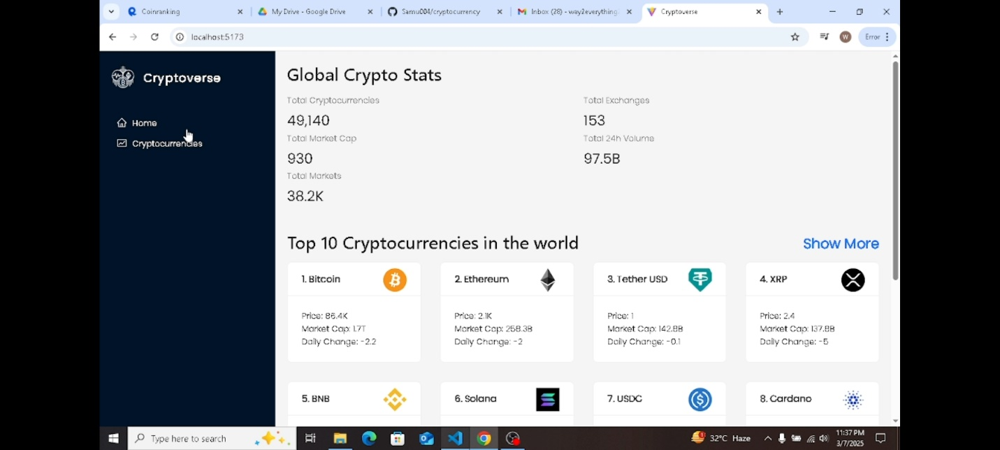 Coinranking
My Drive - Google Drive
Samu004/cryptocurrency
Inbox (28) - way2everything
Cryptoverse
localhost:5173
W
Error
Cryptoverse
Home
Cryptocurrencies
Global Crypto Stats
Total Cryptocurrencies
49,140
Total Exchanges
153
Total Market Cap
930
Total 24h Volume
97.5B
Total Markets
38.2K
Top 10 Cryptocurrencies in the world
Show More
1. Bitcoin
Price: 86.4K
Market Cap: 1.7T
Daily Change: -2.2
2. Ethereum
Price: 2.1K
Market Cap: 258.3B
Daily Change: -2
3. Tether USD
Price: 1
Market Cap: 142.8B
Daily Change: -0.1
4. XRP
Price: 2.4
Market Cap: 137.8B
Daily Change: -5
5. BNB
6. Solana
7. USDC
8. Cardano
Type here to search
32°C Haze
11:37 PM
3/7/2025